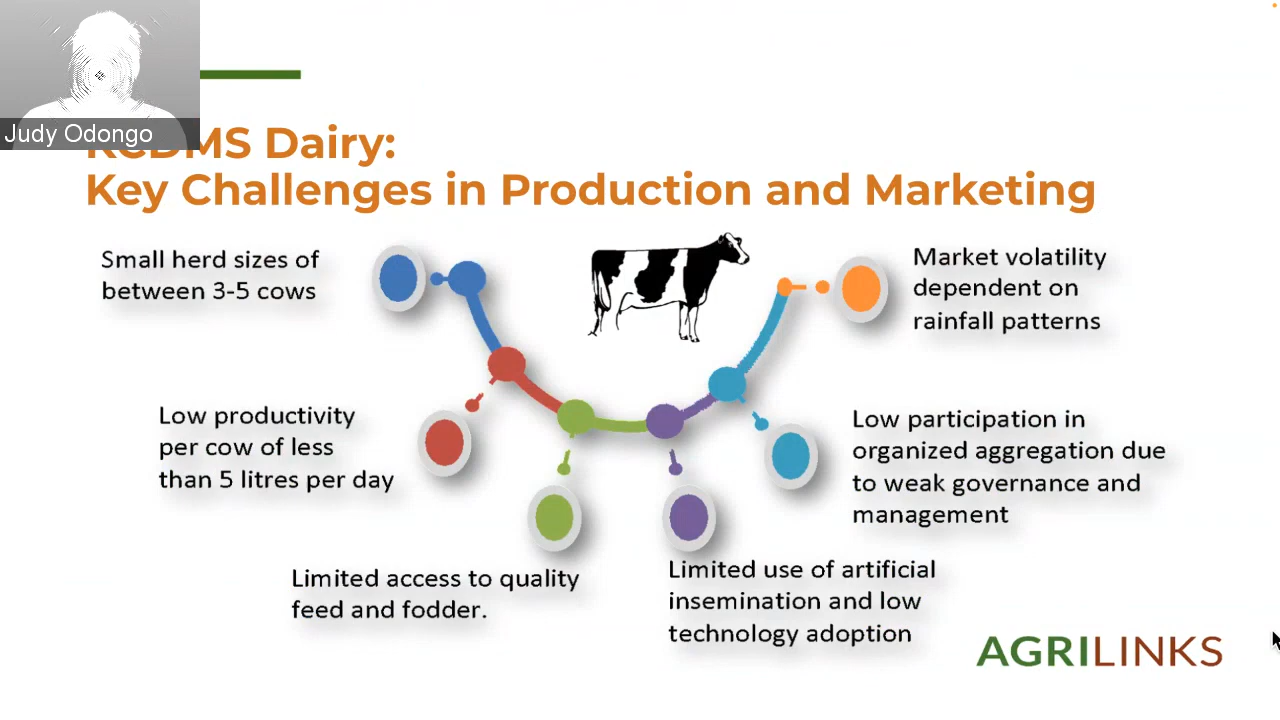 Judy Odongo
KCDMS Dairy:
Key Challenges in Production and Marketing
Small herd sizes of
between 3-5 cows
Market volatility
dependent on
rainfall patterns
Low productivity
per cow of less
than 5 litres per day
Low participation in
organized aggregation due
to weak governance and
management
Limited access to quality
feed and fodder.
Limited use of artificial
insemination and low
technology adoption
AGRILINKS